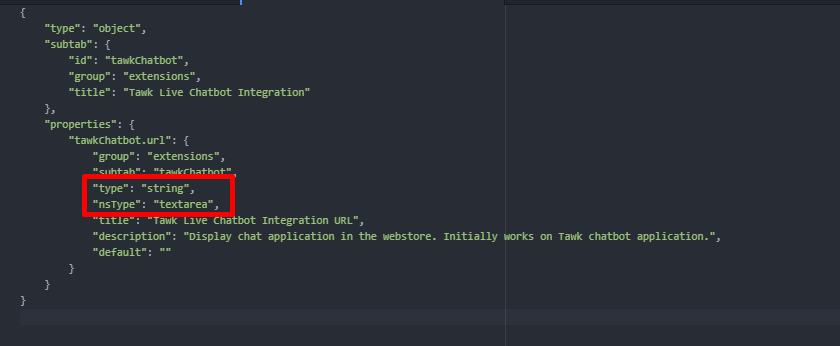 {
"type": "object",
"subtab": {
"id": "tawkChatbot",
"group": "extensions",
"title": "Tawk Live Chatbot Integration"
},
"properties": {
"tawkChatbot.url": {
"group": "extensions",
"subtab": "tawkChatbot",
"type": "string",
"nsType": "textarea",
"title": "Tawk Live Chatbot Integration URL",
"description": "Display chat application in the webstore. Initially works on Tawk chatbot application.",
"default": ""
}
}
}